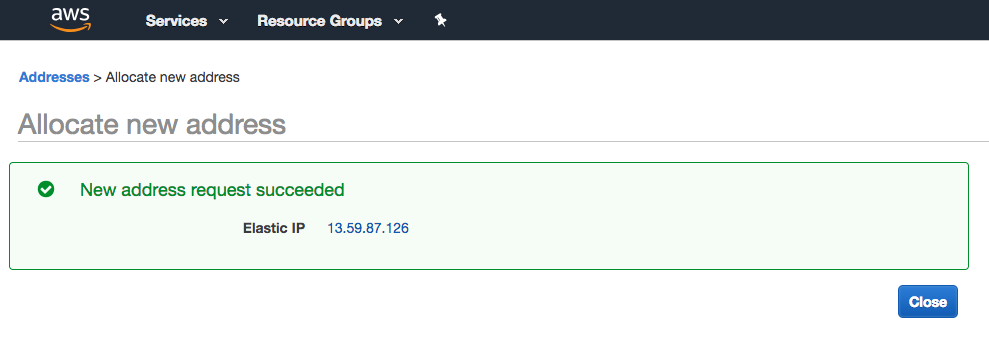 aws Services Resource Groups
Addresses > Allocate new address
Allocate new address
New address request succeeded
Elastic IP 13.59.87.126
Close